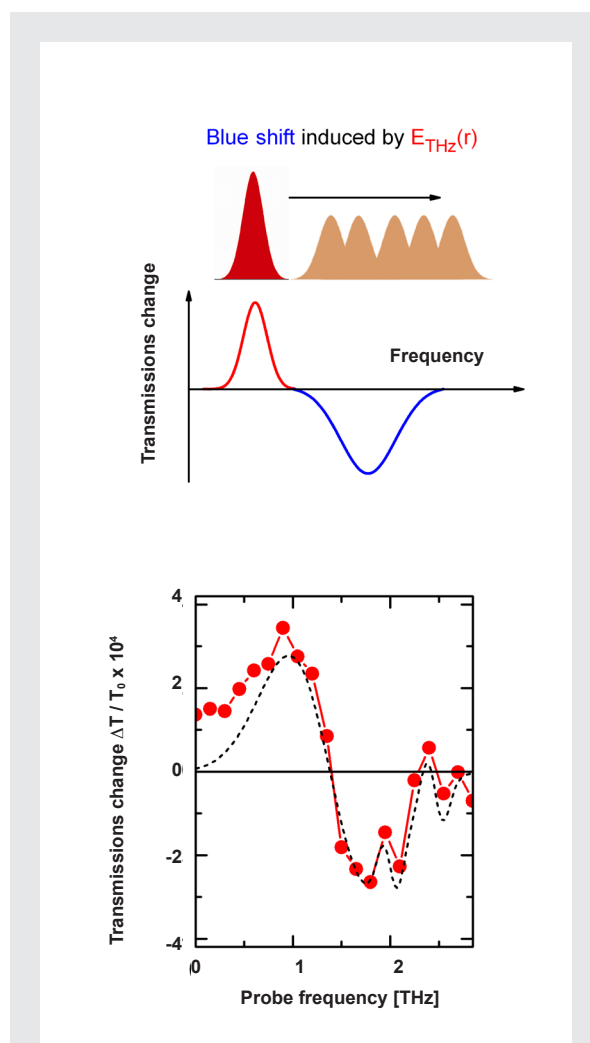 Blue shift induced by E_THz(r)
Transmissions change
Frequency
Transmissions change ΔT / T₀ x 10⁴
4
2
0
-2
-4
0
1
2
Probe frequency [THz]